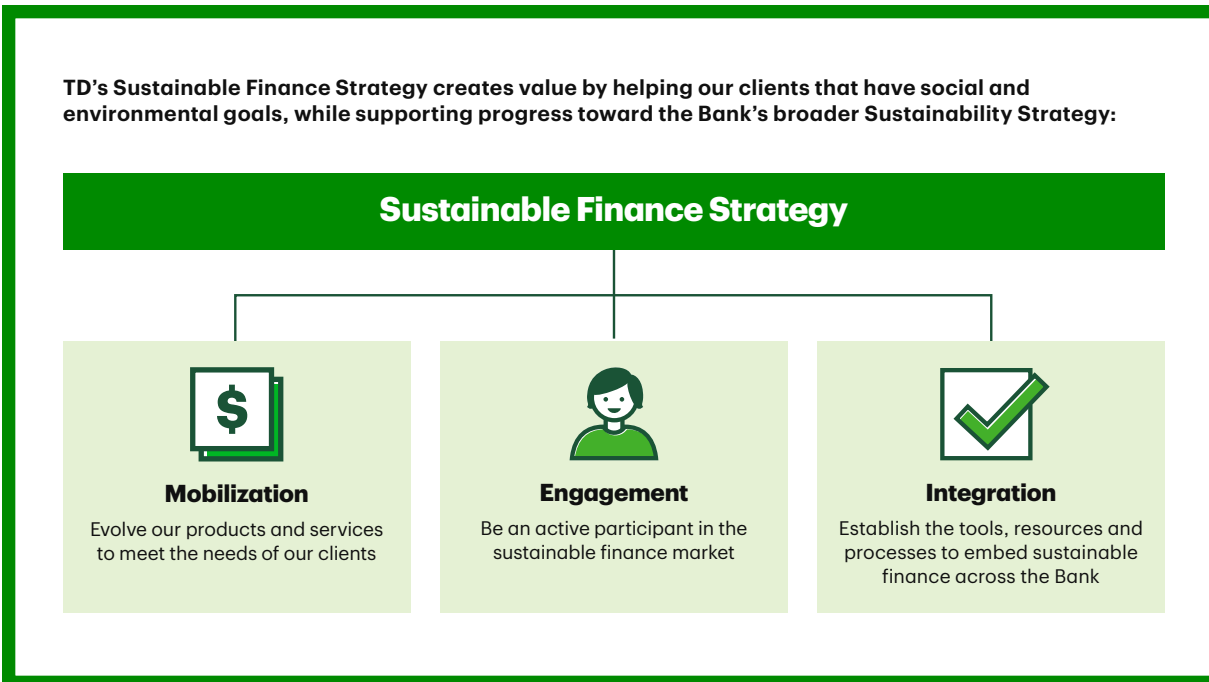 TD’s Sustainable Finance Strategy creates value by helping our clients that have social and
environmental goals, while supporting progress toward the Bank’s broader Sustainability Strategy:
Sustainable Finance Strategy
$
Mobilization
Evolve our products and services
to meet the needs of our clients
Engagement
Be an active participant in the
sustainable finance market
Integration
Establish the tools, resources and
processes to embed sustainable
finance across the Bank